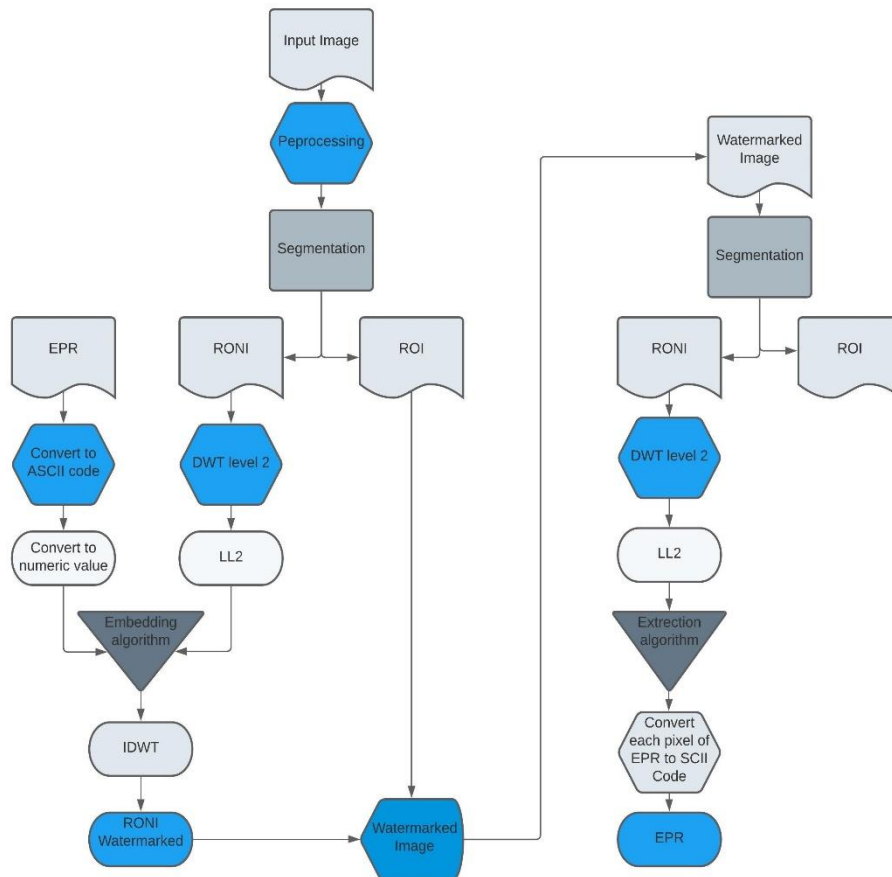 Input Image
Peprocessing
Segmentation
EPR
RONI
ROI
Convert to
ASCII code
DWT level 2
Convert to
numeric value
LL2
Embedding
algorithm
IDWT
RONI
Watermarked
Watermarked
Image
Watermarked
Image
Segmentation
RONI
ROI
DWT level 2
LL2
Extrection
algorithm
Convert
each pixel of
EPR to SCII
Code
EPR